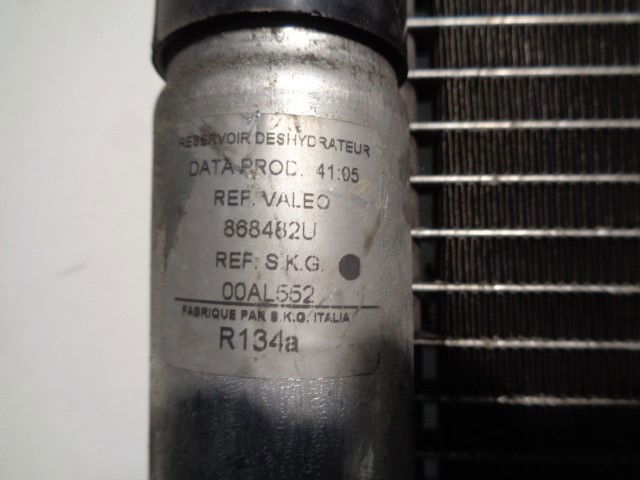 RESERVOIR DESHYDRATEUR
DATA PROD. 41:05
REF. VALEO
868482U
REF. S.K.G.
00AL552
FABRIQUE PAR S.K.G. ITALIA
R134a